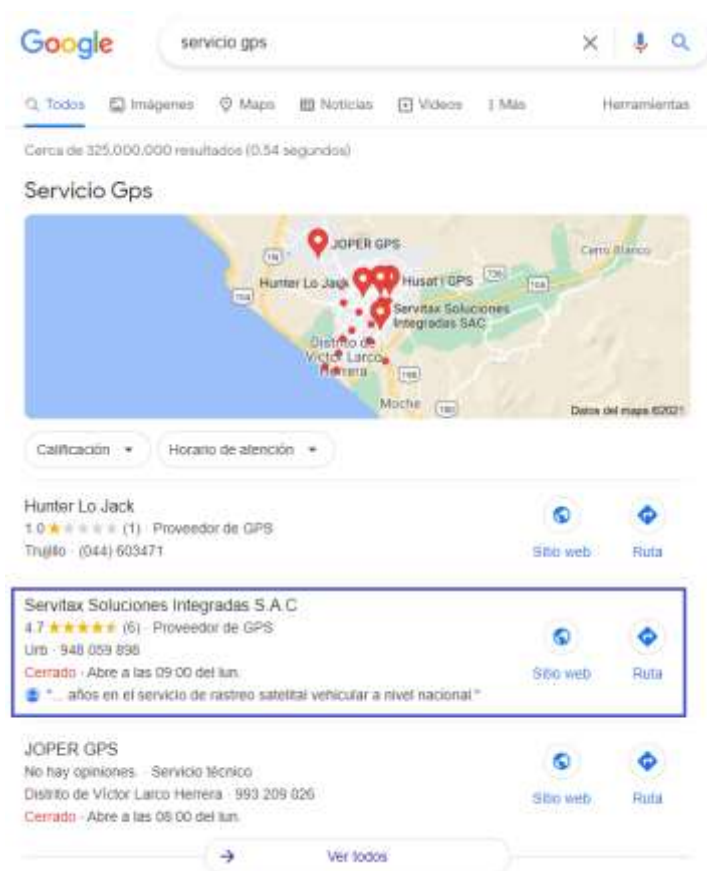 Google
servicio gps
Todos Imágenes Maps Noticias Videos Más Herramientas
Cerca de 325.000.000 resultados (0.54 segundos)
Servicio Gps
JOPER GPS
Cerro Blanco
Hunter Lo Jack
Husat | GPS
Servitax Soluciones
Integradas SAC
Distrito de
Víctor Larco
Herrera
Moche
Datos del mapa ©2021
Calificación
Horario de atención
Hunter Lo Jack
1.0 (1) · Proveedor de GPS
Trujillo · (044) 603471
Sitio web
Ruta
Servitax Soluciones Integradas S.A.C
4.7 (6) · Proveedor de GPS
Urb · 948 059 898
Cerrado · Abre a las 09:00 del lun.
Sitio web
Ruta
"... años en el servicio de rastreo satelital vehicular a nivel nacional."
JOPER GPS
No hay opiniones · Servicio técnico
Distrito de Víctor Larco Herrera · 993 209 026
Cerrado · Abre a las 08:00 del lun.
Sitio web
Ruta
Ver todos